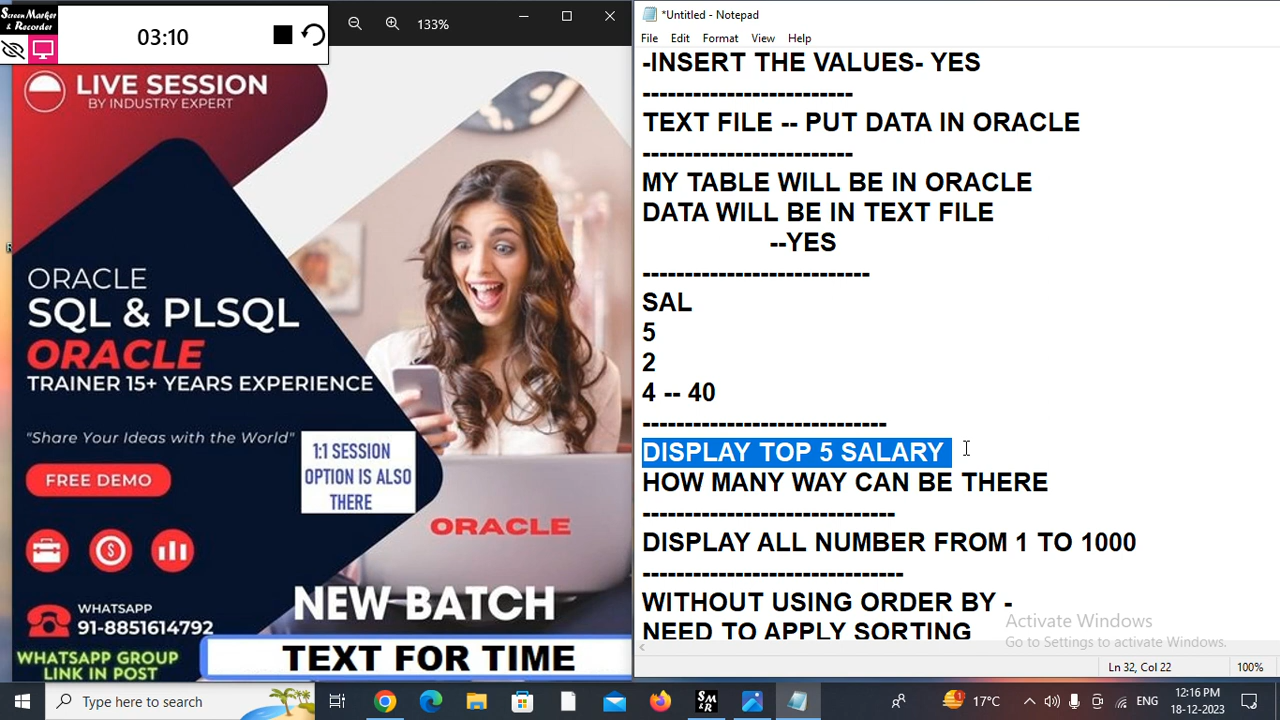 Screen Marker
& Recorder
03:10
133%
LIVE SESSION
BY INDUSTRY EXPERT
ORACLE
SQL & PLSQL
ORACLE
TRAINER 15+ YEARS EXPERIENCE
"Share Your Ideas with the World"
FREE DEMO
1:1 SESSION
OPTION IS ALSO
THERE
ORACLE
NEW BATCH
WHATSAPP
91-8851614792
WHATSAPP GROUP
LINK IN POST
TEXT FOR TIME
*Untitled - Notepad
File Edit Format View Help
-INSERT THE VALUES- YES
-------------------------
TEXT FILE -- PUT DATA IN ORACLE
-------------------------
MY TABLE WILL BE IN ORACLE
DATA WILL BE IN TEXT FILE
--YES
---------------------------
SAL
5
2
4 -- 40
-----------------------------
DISPLAY TOP 5 SALARY
HOW MANY WAY CAN BE THERE
------------------------------
DISPLAY ALL NUMBER FROM 1 TO 1000
-------------------------------
WITHOUT USING ORDER BY -
NEED TO APPLY SORTING
Activate Windows
Go to Settings to activate Windows.
Ln 32, Col 22
100%
Type here to search
SM
&R
1
17°C
ENG
12:16 PM
18-12-2023